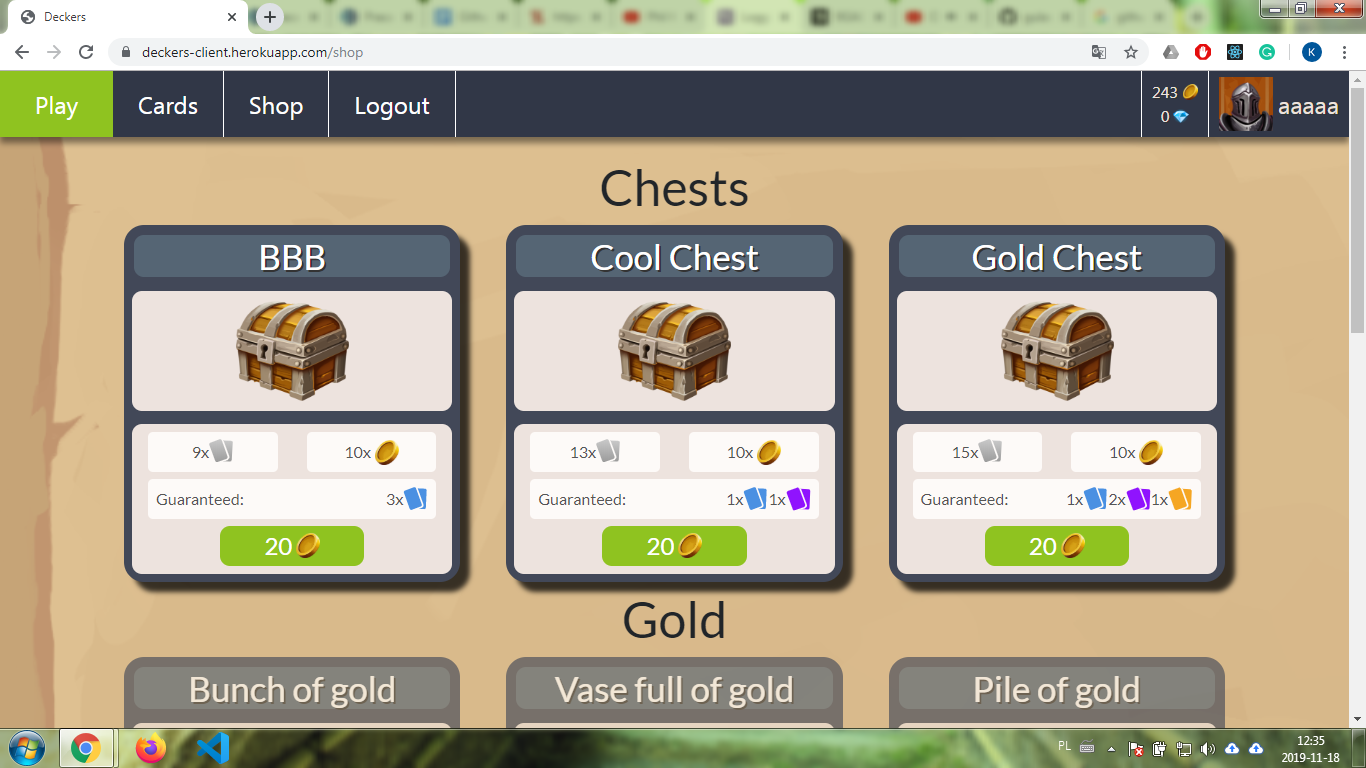 Deckers
deckers-client.herokuapp.com/shop
K
Play Cards Shop Logout
243
0
aaaaa
Chests
BBB Cool Chest Gold Chest
9x 10x 13x 10x 15x 10x
Guaranteed: 3x Guaranteed: 1x 1x Guaranteed: 1x 2x 1x
20 20 20
Gold
Bunch of gold Vase full of gold Pile of gold
PL
12:35
2019-11-18